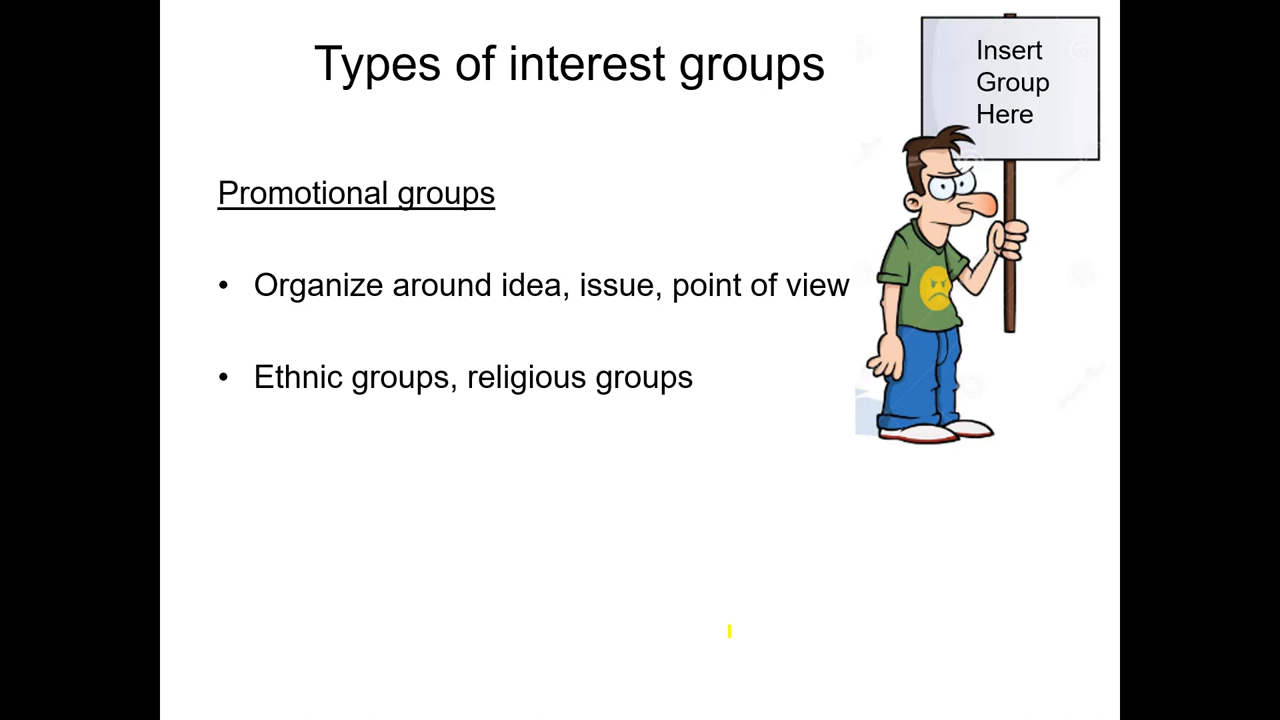 Types of interest groups
Insert
Group
Here
Promotional groups
• Organize around idea, issue, point of view
• Ethnic groups, religious groups